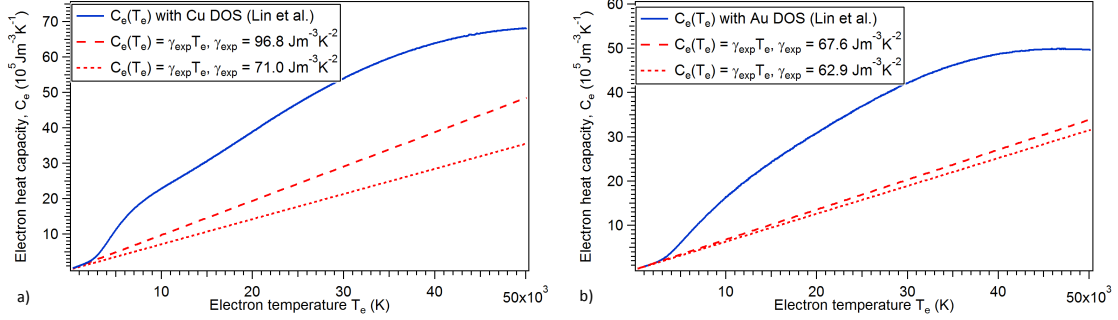 Electron heat capacity, Cₑ (10⁵ Jm⁻³K⁻¹)
70
60
50
40
30
20
10
Cₑ(Tₑ) with Cu DOS (Lin et al.)
Cₑ(Tₑ) = γₑₓₚTₑ, γₑₓₚ = 96.8 Jm⁻³K⁻²
Cₑ(Tₑ) = γₑₓₚTₑ, γₑₓₚ = 71.0 Jm⁻³K⁻²
10
20
30
40
50x10³
a)
Electron temperature Tₑ (K)
Electron heat capacity, Cₑ (10⁵ Jm⁻³K⁻¹)
60
50
40
30
20
10
Cₑ(Tₑ) with Au DOS (Lin et al.)
Cₑ(Tₑ) = γₑₓₚTₑ, γₑₓₚ = 67.6 Jm⁻³K⁻²
Cₑ(Tₑ) = γₑₓₚTₑ, γₑₓₚ = 62.9 Jm⁻³K⁻²
10
20
30
40
50x10³
b)
Electron temperature Tₑ (K)